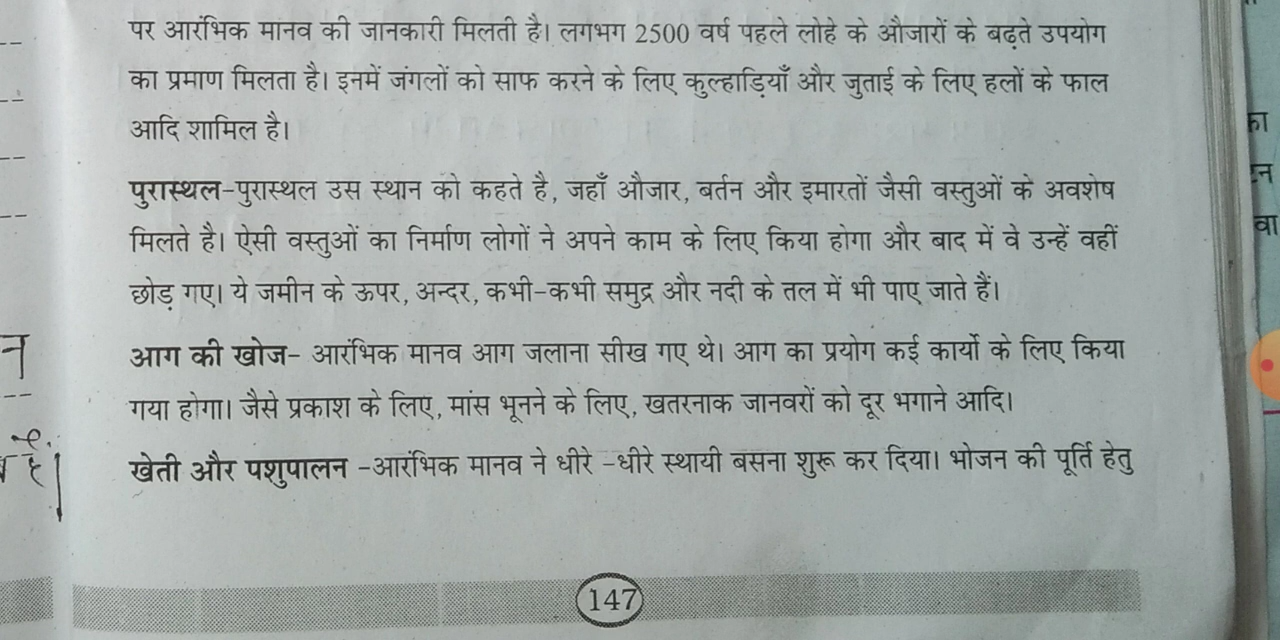 पर आरंभिक मानव की जानकारी मिलती है। लगभग 2500 वर्ष पहले लोहे के औजारों के बढ़ते उपयोग
का प्रमाण मिलता है। इनमें जंगलों को साफ करने के लिए कुल्हाड़ियाँ और जुताई के लिए हलों के फाल
आदि शामिल है।
पुरास्थल-पुरास्थल उस स्थान को कहते है, जहाँ औजार, बर्तन और इमारतों जैसी वस्तुओं के अवशेष
मिलते है। ऐसी वस्तुओं का निर्माण लोगों ने अपने काम के लिए किया होगा और बाद में वे उन्हें वहीं
छोड़ गए। ये जमीन के ऊपर, अन्दर, कभी-कभी समुद्र और नदी के तल में भी पाए जाते हैं।
आग की खोज- आरंभिक मानव आग जलाना सीख गए थे। आग का प्रयोग कई कार्यो के लिए किया
गया होगा। जैसे प्रकाश के लिए, मांस भूनने के लिए, खतरनाक जानवरों को दूर भगाने आदि।
खेती और पशुपालन -आरंभिक मानव ने धीरे -धीरे स्थायी बसना शुरू कर दिया। भोजन की पूर्ति हेतु
147
का
वा